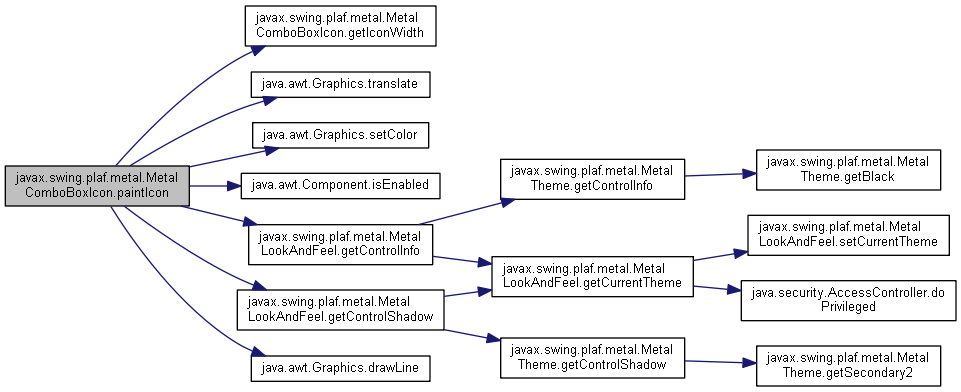 javax.swing.plaf.metal.Metal
ComboBoxIcon.paintIcon
javax.swing.plaf.metal.Metal
ComboBoxIcon.getIconWidth
java.awt.Graphics.translate
java.awt.Graphics.setColor
java.awt.Component.isEnabled
javax.swing.plaf.metal.Metal
LookAndFeel.getControlInfo
javax.swing.plaf.metal.Metal
LookAndFeel.getControlShadow
java.awt.Graphics.drawLine
javax.swing.plaf.metal.Metal
Theme.getControlInfo
javax.swing.plaf.metal.Metal
LookAndFeel.getCurrentTheme
javax.swing.plaf.metal.Metal
Theme.getControlShadow
javax.swing.plaf.metal.Metal
Theme.getBlack
javax.swing.plaf.metal.Metal
LookAndFeel.setCurrentTheme
java.security.AccessController.do
Privileged
javax.swing.plaf.metal.Metal
Theme.getSecondary2